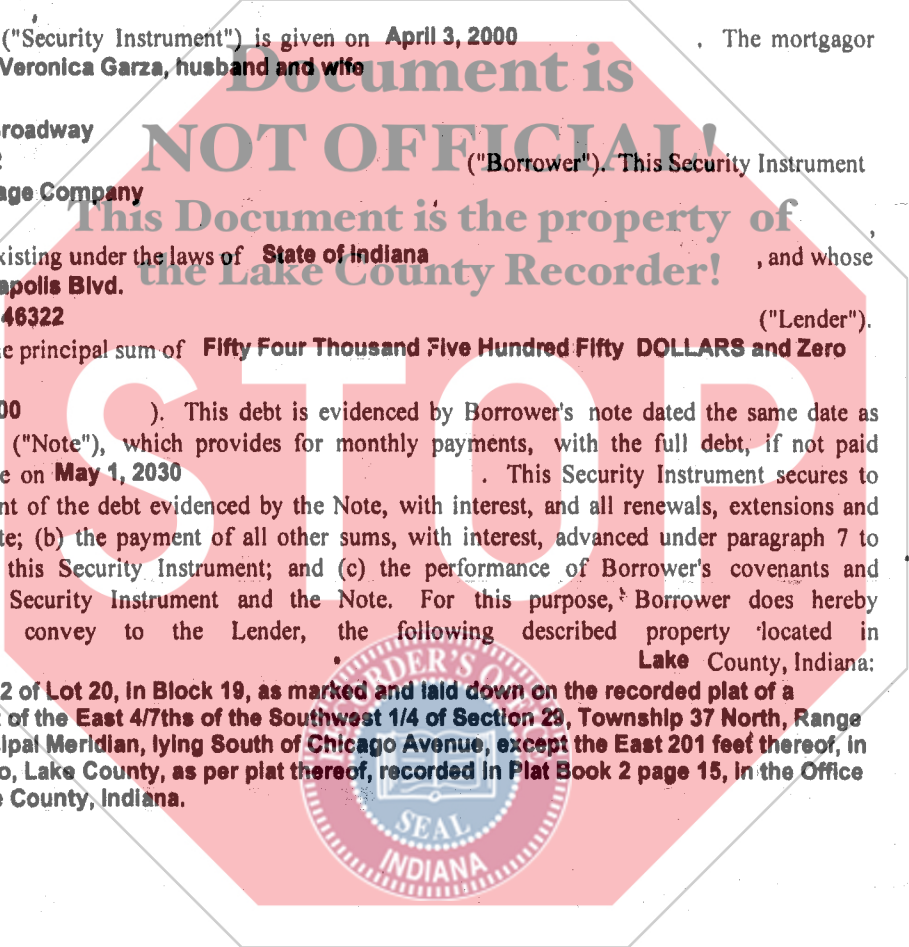 ("Security Instrument") is given on April 3, 2000 . The mortgagor
Veronica Garza, husband and wife
Document is
roadway
NOT OFFICIAL!
("Borrower"). This Security Instrument
age Company
This Document is the property of
,
xisting under the laws of State of Indiana , and whose
the Lake County Recorder!
apolis Blvd.
46322 ("Lender").
e principal sum of Fifty Four Thousand Five Hundred Fifty DOLLARS and Zero
STOP
00 ). This debt is evidenced by Borrower's note dated the same date as
("Note"), which provides for monthly payments, with the full debt, if not paid
e on May 1, 2030 . This Security Instrument secures to
nt of the debt evidenced by the Note, with interest, and all renewals, extensions and
te; (b) the payment of all other sums, with interest, advanced under paragraph 7 to
this Security Instrument; and (c) the performance of Borrower's covenants and
Security Instrument and the Note. For this purpose, Borrower does hereby
convey to the Lender, the following described property located in
Lake County, Indiana:
2 of Lot 20, in Block 19, as marked and laid down on the recorded plat of a
t of the East 4/7ths of the Southwest 1/4 of Section 29, Township 37 North, Range
ipal Meridian, lying South of Chicago Avenue, except the East 201 feet thereof, in
o, Lake County, as per plat thereof, recorded in Plat Book 2 page 15, in the Office
e County, Indiana.
RECORDER'S OFFICE
SEAL
INDIANA